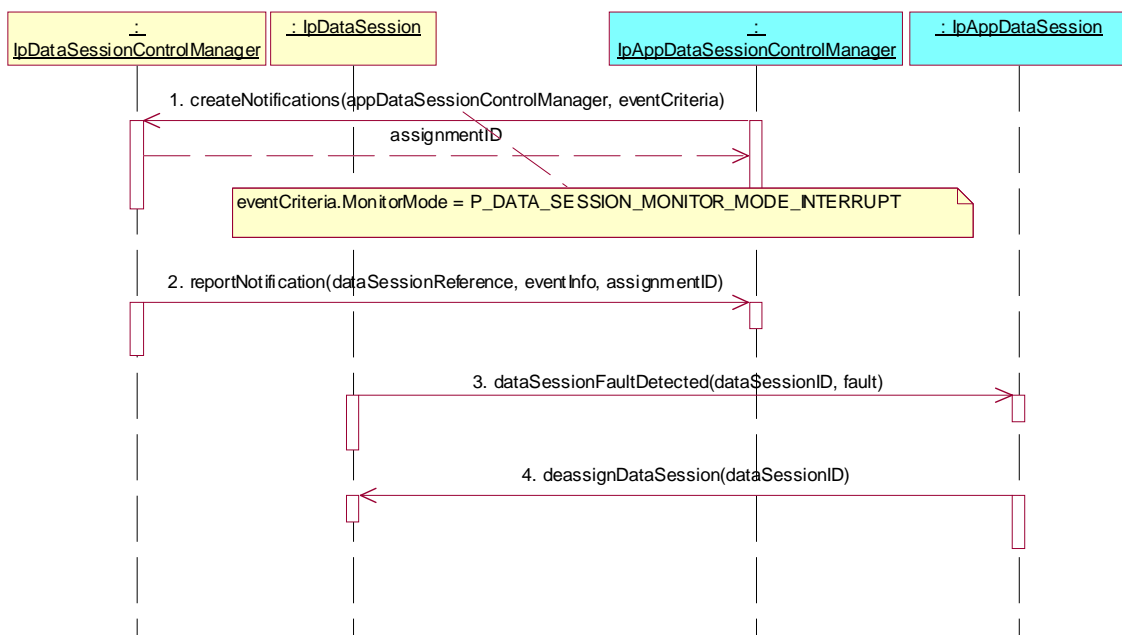 :
IpDataSessionControlManager
: IpDataSession
:
IpAppDataSessionControlManager
: IpAppDataSession
1. createNotifications(appDataSessionControlManager, eventCriteria)
assignmentID
eventCriteria.MonitorMode = P_DATA_SESSION_MONITOR_MODE_INTERRUPT
2. reportNotification(dataSessionReference, eventInfo, assignmentID)
3. dataSessionFaultDetected(dataSessionID, fault)
4. deassignDataSession(dataSessionID)